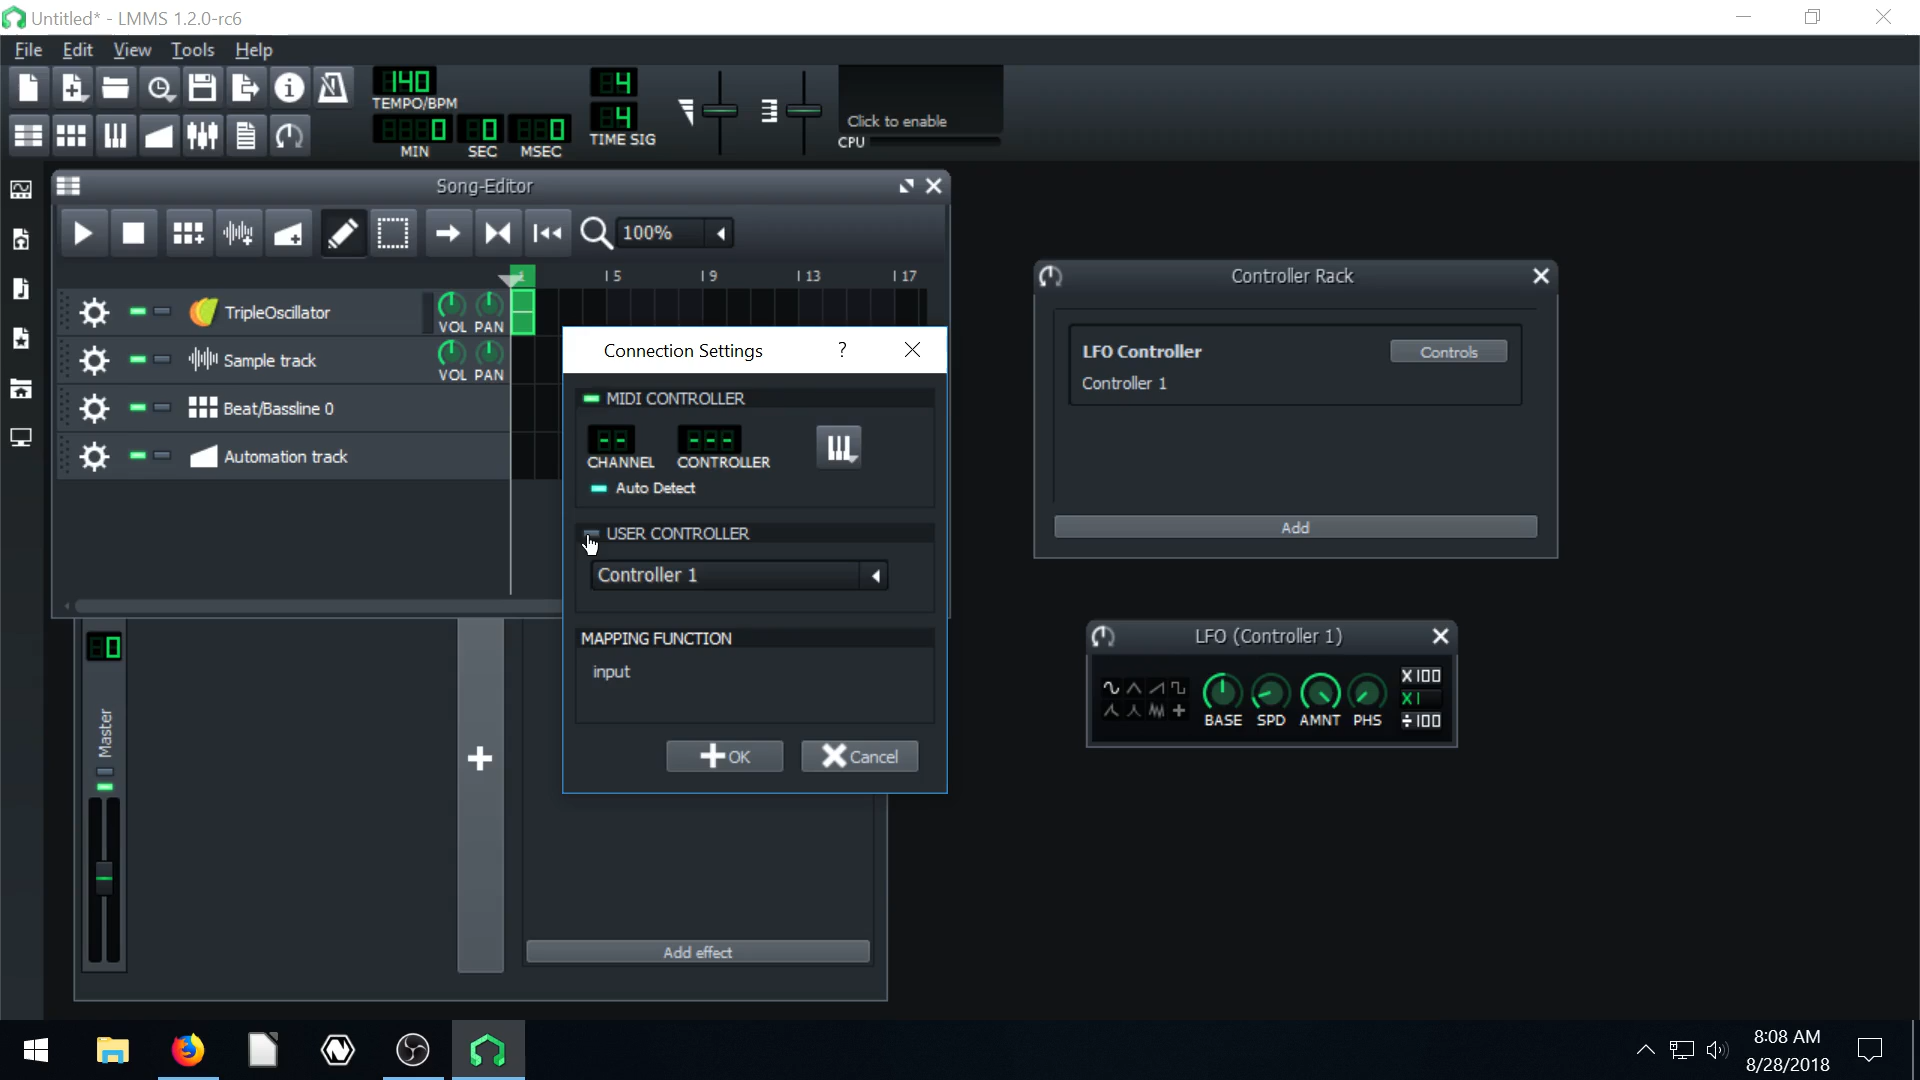 Untitled* - LMMS 1.2.0-rc6
File Edit View Tools Help
140
TEMPO/BPM
0 0 0
MIN SEC MSEC
4
4
TIME SIG
Click to enable
CPU
Song-Editor
100%
1 5 9 13 17
TripleOscillator
VOL PAN
Sample track
VOL PAN
Beat/Bassline 0
Automation track
Connection Settings ?
MIDI CONTROLLER
-- ---
CHANNEL CONTROLLER
Auto Detect
USER CONTROLLER
Controller 1
MAPPING FUNCTION
input
OK Cancel
Controller Rack
LFO Controller
Controls
Controller 1
Add
LFO (Controller 1)
BASE SPD AMNT PHS
X100
X1
÷100
0
Master
Add effect
8:08 AM
8/28/2018